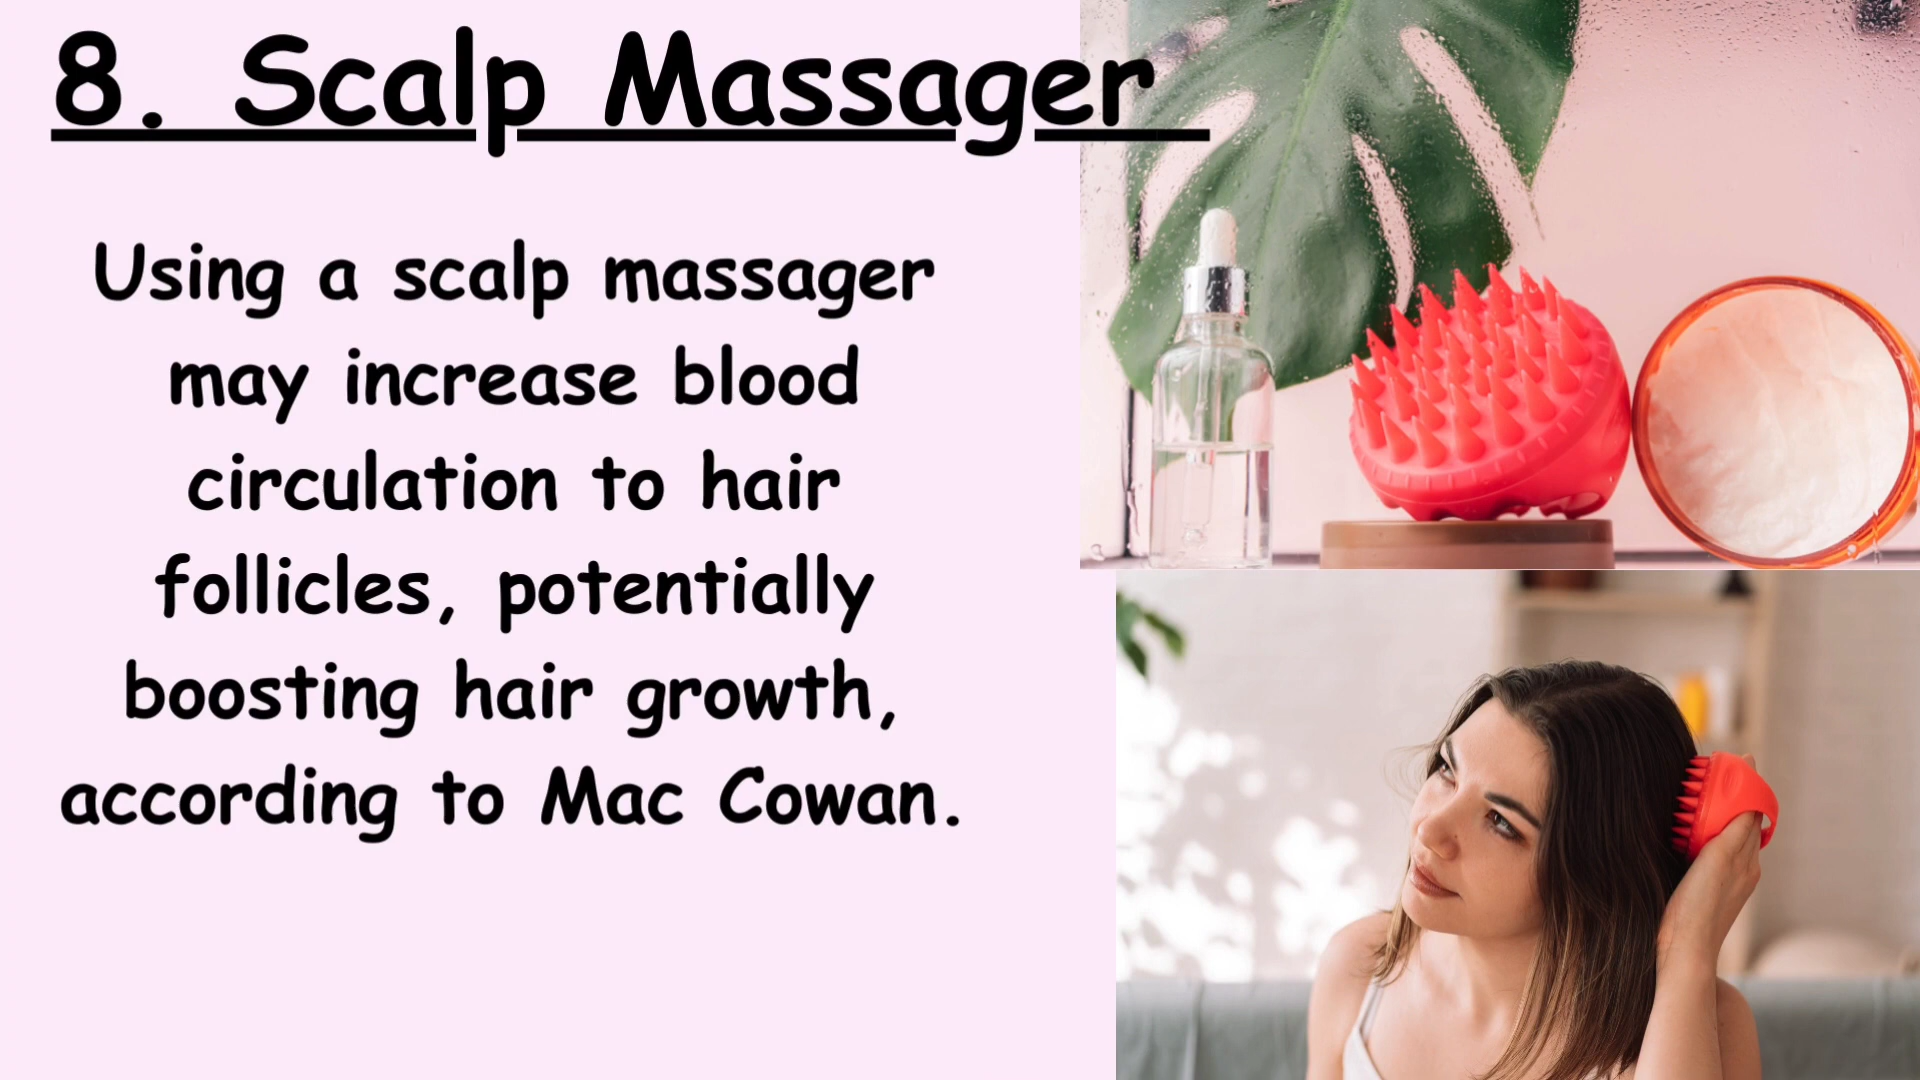 8. Scalp Massager
Using a scalp massager
may increase blood
circulation to hair
follicles, potentially
boosting hair growth,
according to Mac Cowan.